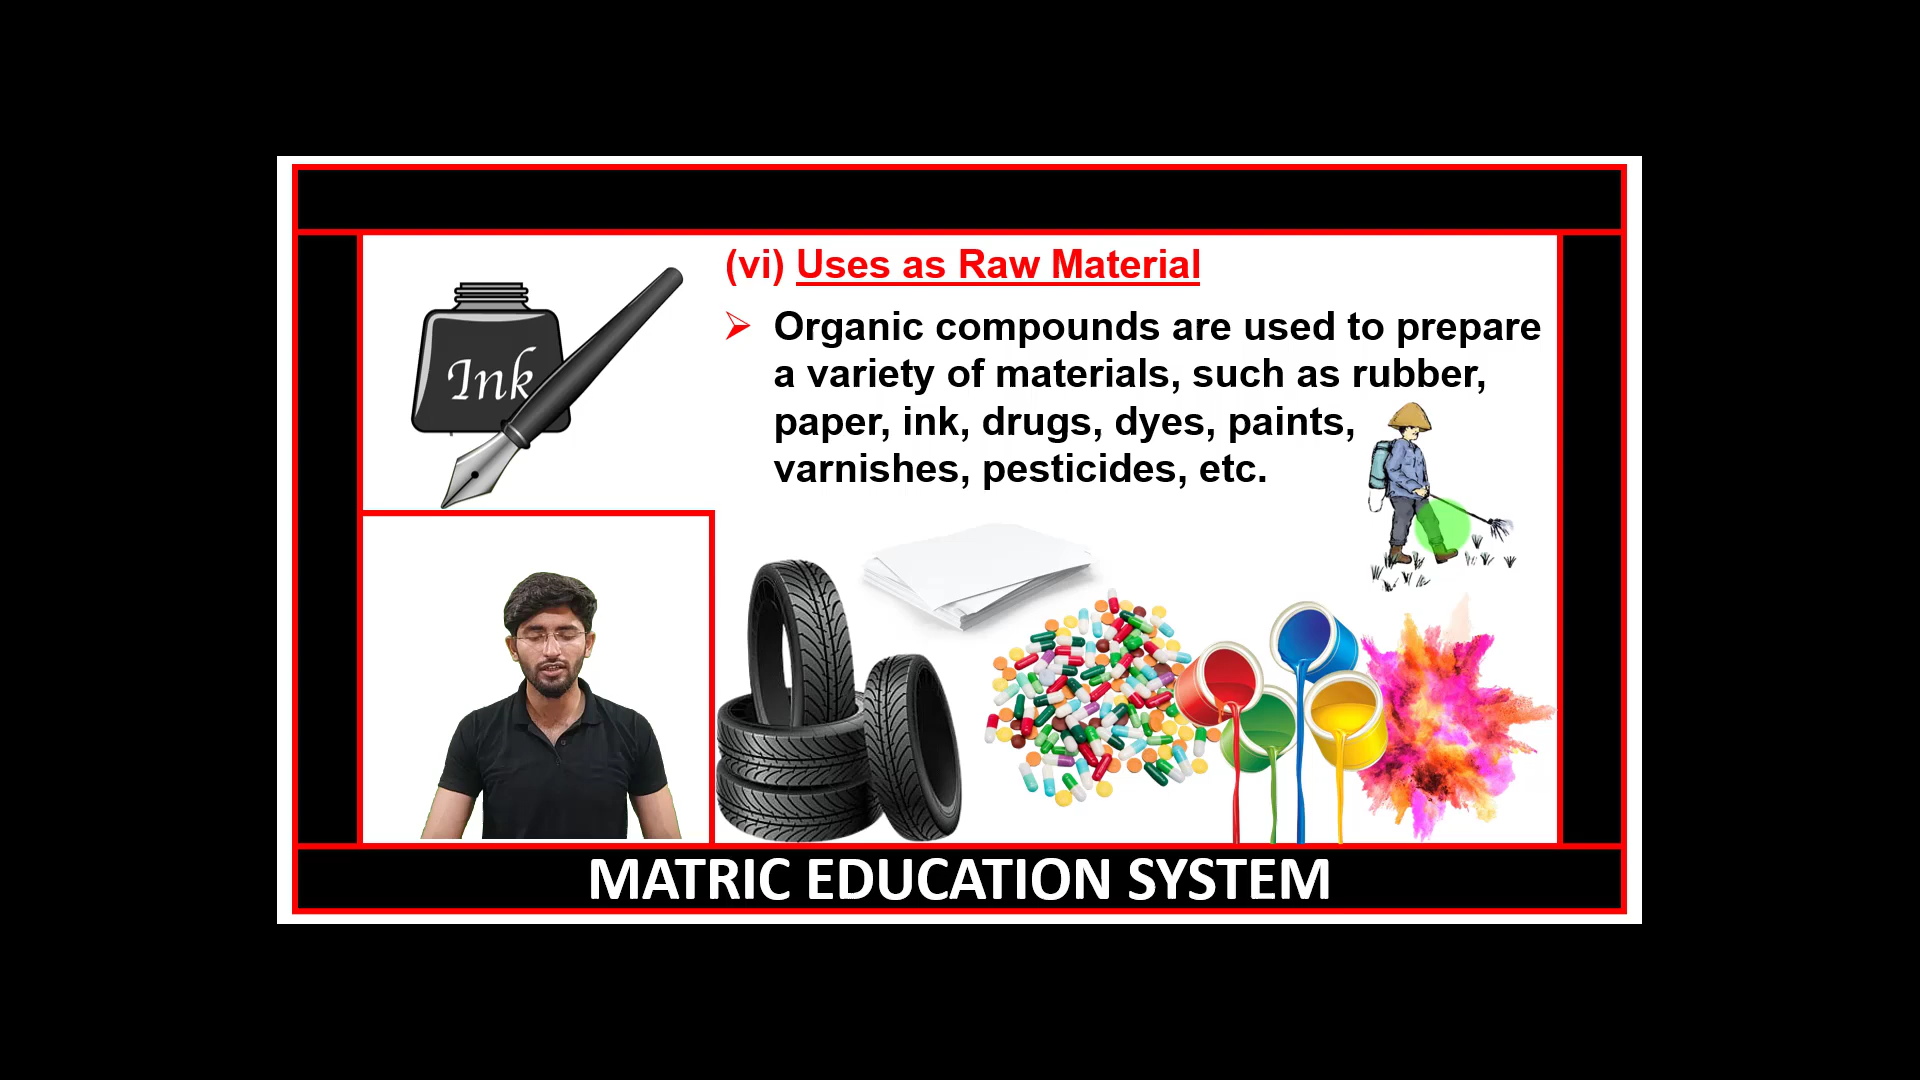 Ink
(vi) Uses as Raw Material
Organic compounds are used to prepare
a variety of materials, such as rubber,
paper, ink, drugs, dyes, paints,
varnishes, pesticides, etc.
MATRIC EDUCATION SYSTEM